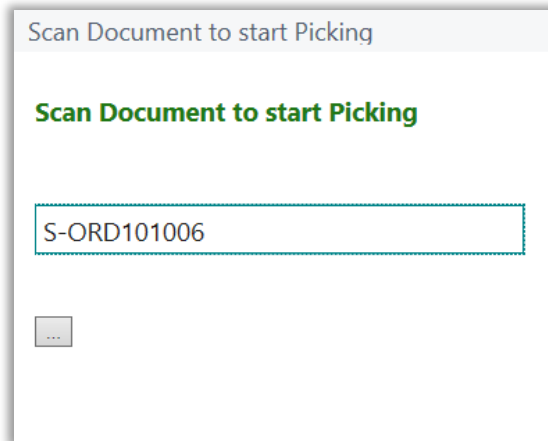 Scan Document to start Picking
Scan Document to start Picking
S-ORD101006
...